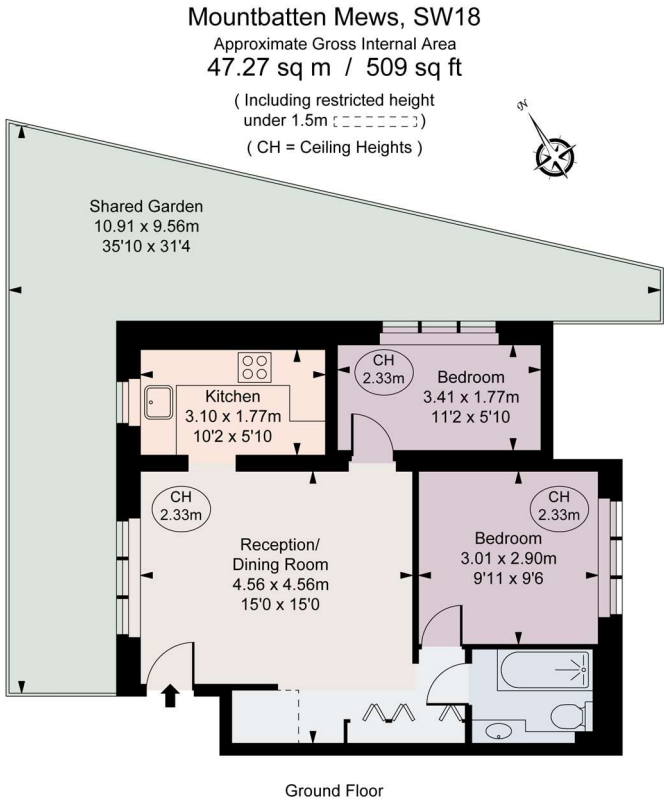 Mountbatten Mews, SW18
Approximate Gross Internal Area
47.27 sq m / 509 sq ft
( Including restricted height
under 1.5m )
( CH = Ceiling Heights )
N
Shared Garden
10.91 x 9.56m
35'10 x 31'4
CH
2.33m
Bedroom
3.41 x 1.77m
11'2 x 5'10
Kitchen
3.10 x 1.77m
10'2 x 5'10
CH
2.33m
CH
2.33m
Reception/
Dining Room
4.56 x 4.56m
15'0 x 15'0
Bedroom
3.01 x 2.90m
9'11 x 9'6
Ground Floor